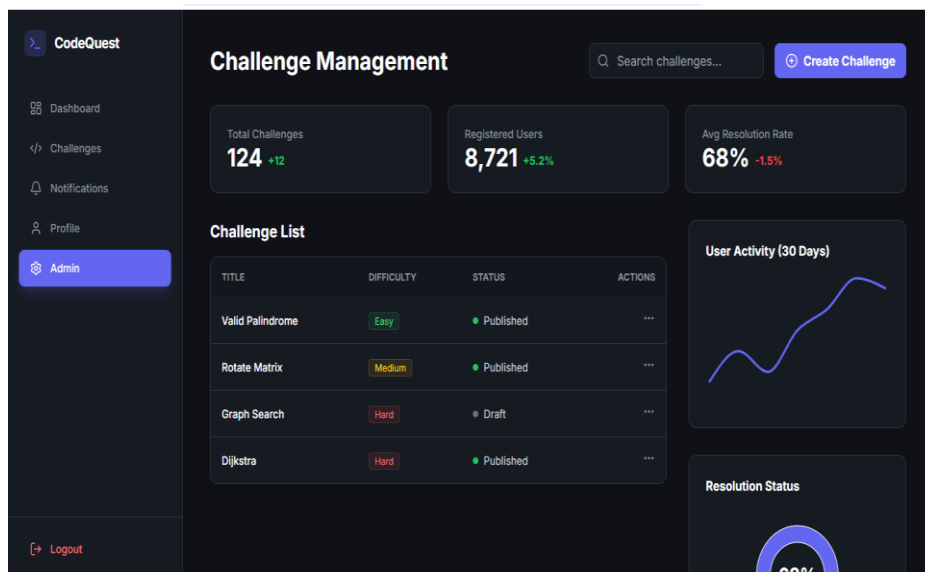 CodeQuest
Dashboard
Challenges
Notifications
Profile
Admin
Logout
Challenge Management
Search challenges...
Create Challenge
Total Challenges
124 +12
Registered Users
8,721 +5.2%
Avg Resolution Rate
68% -1.5%
Challenge List
TITLE DIFFICULTY STATUS ACTIONS
Valid Palindrome Easy Published ...
Rotate Matrix Medium Published ...
Graph Search Hard Draft ...
Dijkstra Hard Published ...
User Activity (30 Days)
Resolution Status